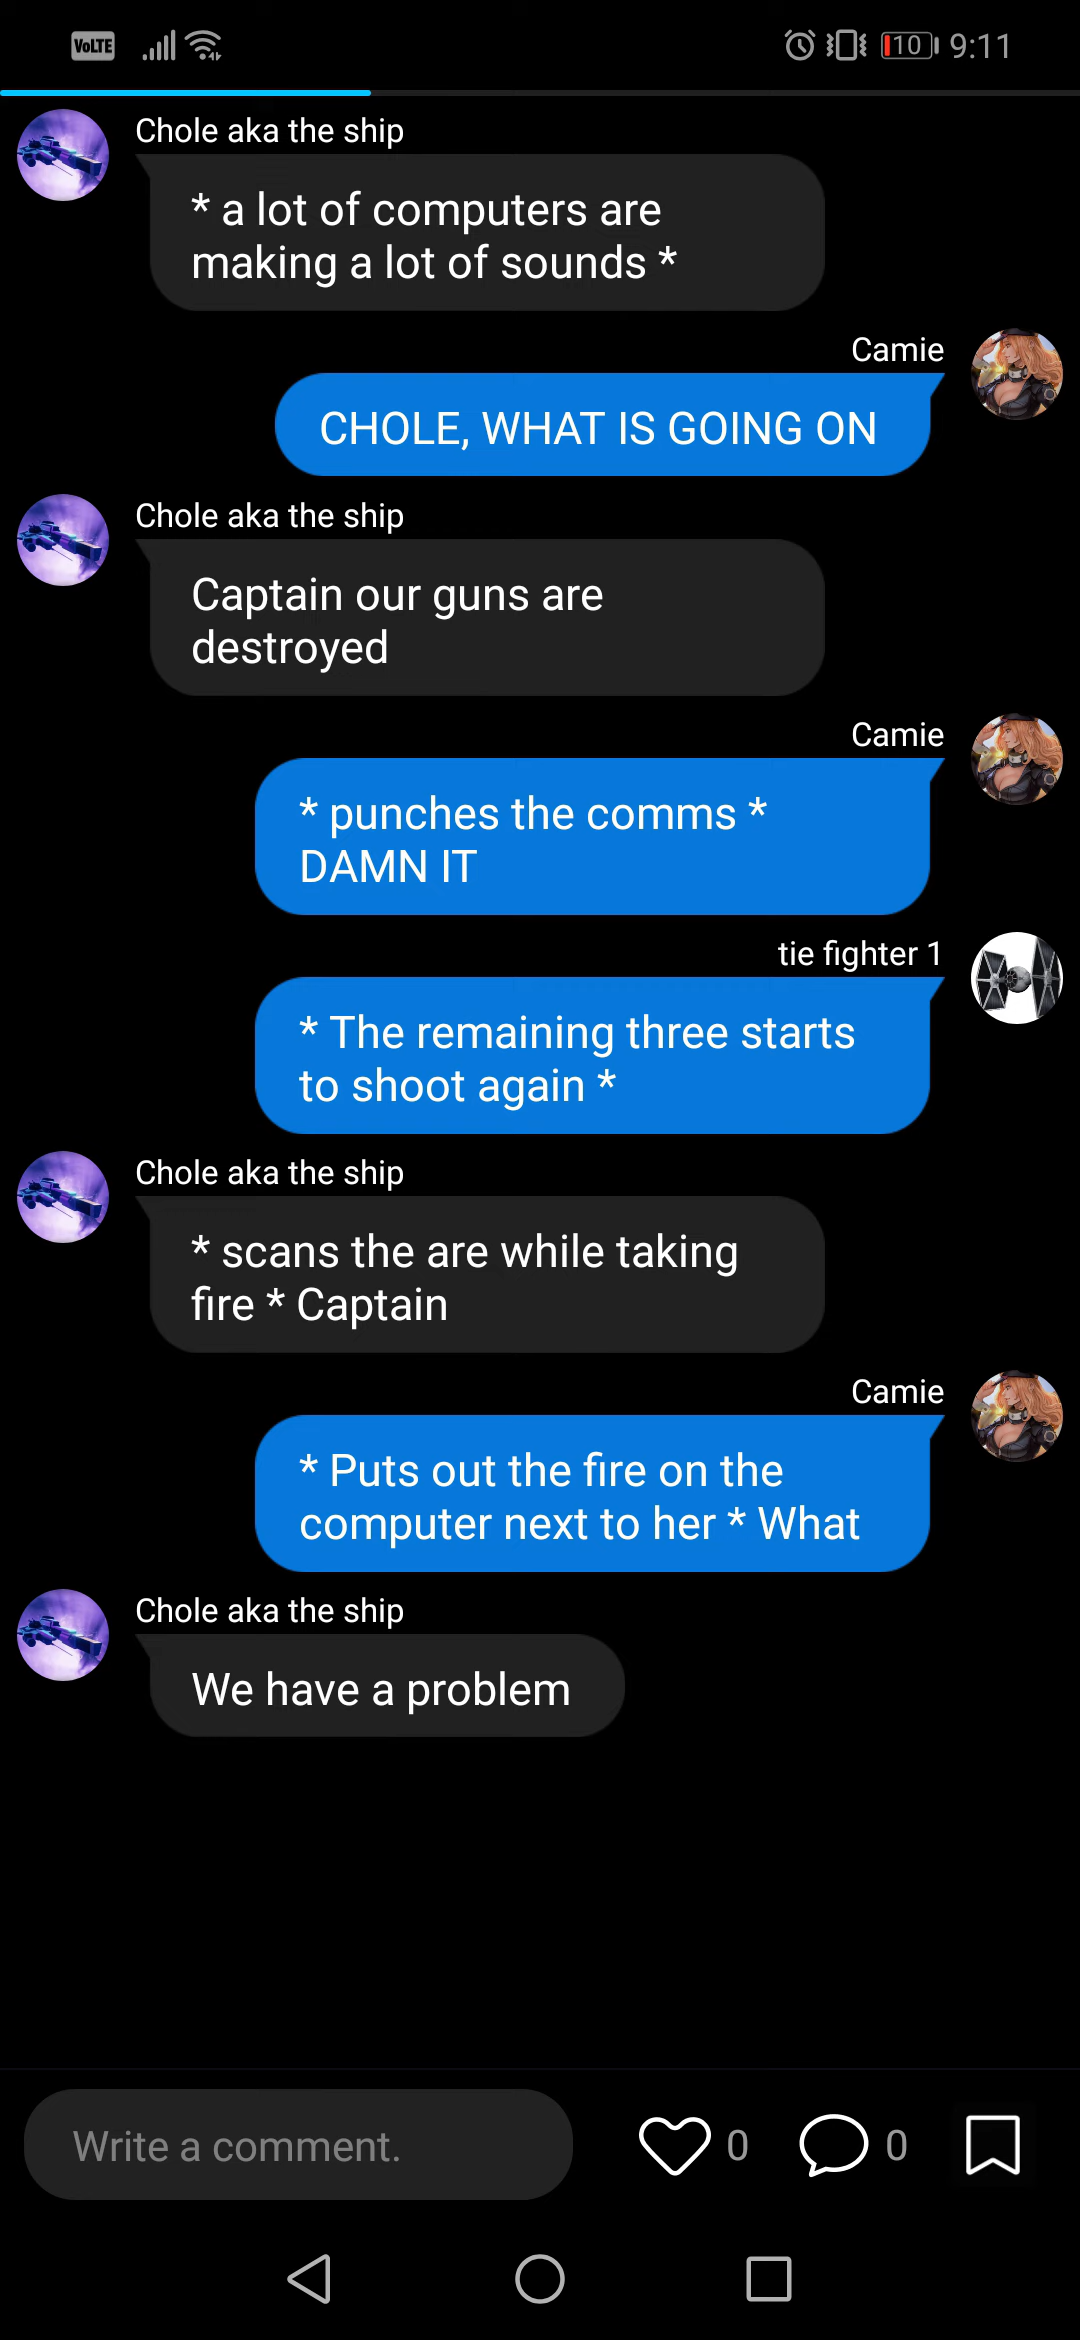 VoLTE 10 9:11
Chole aka the ship
* a lot of computers are
making a lot of sounds *
Camie
CHOLE, WHAT IS GOING ON
Chole aka the ship
Captain our guns are
destroyed
Camie
* punches the comms *
DAMN IT
tie fighter 1
* The remaining three starts
to shoot again *
Chole aka the ship
* scans the are while taking
fire * Captain
Camie
* Puts out the fire on the
computer next to her * What
Chole aka the ship
We have a problem
Write a comment. 0 0